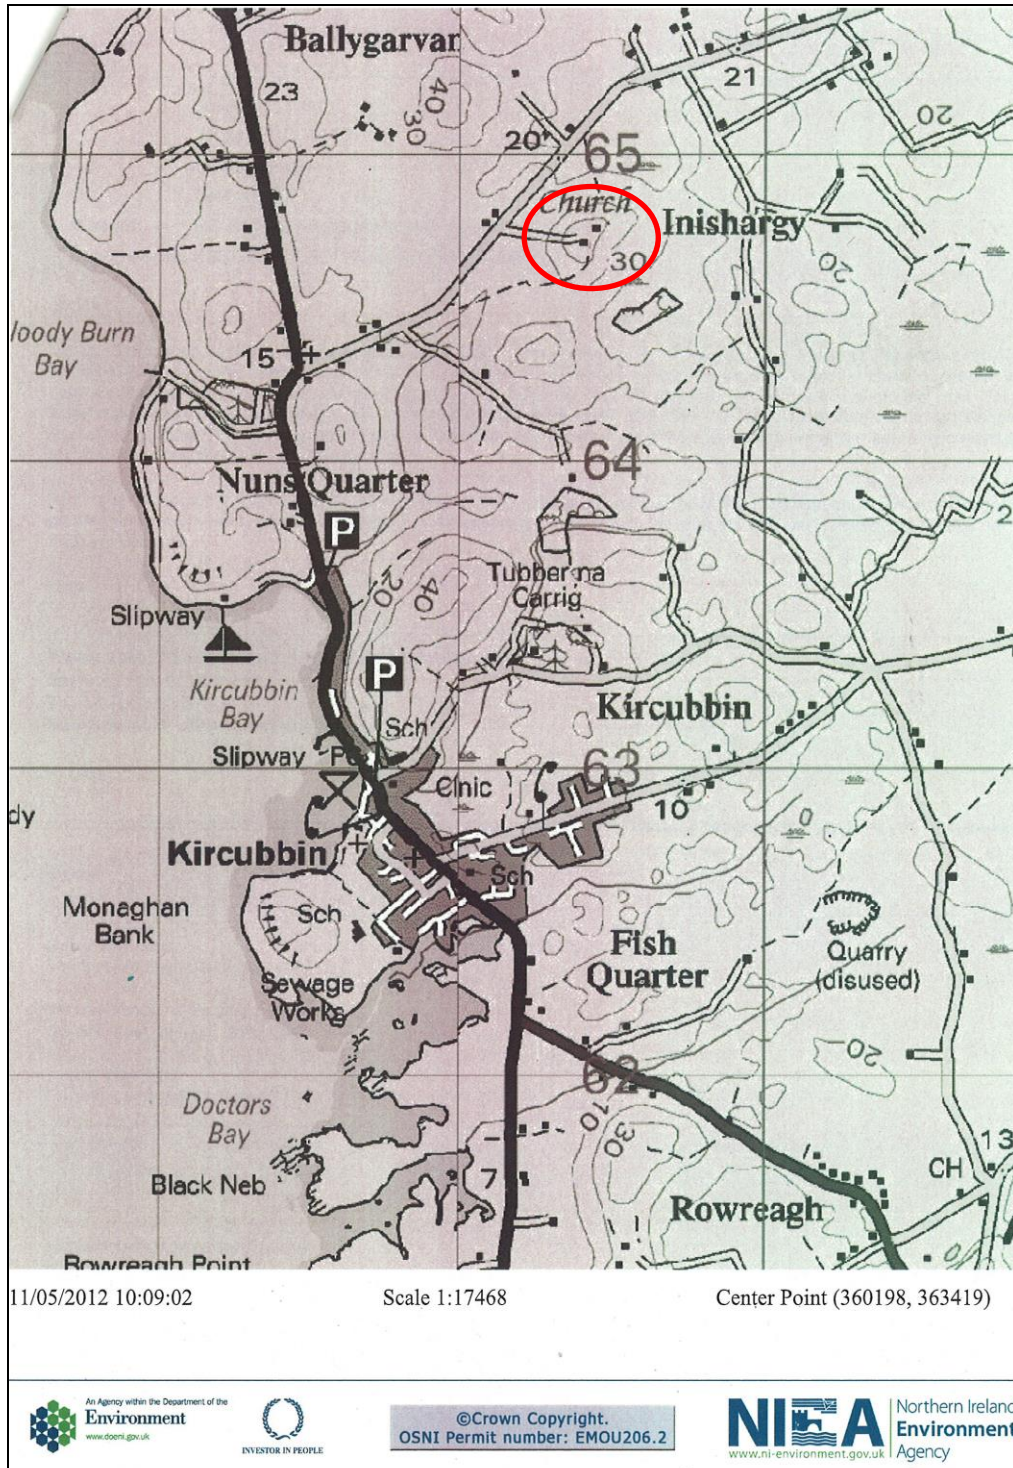 Ballygarvan
23
40
30
21
20
20
65
Church
Inishargy
30
20
loody Burn
Bay
15
64
Nuns Quarter
P
2
20
40
Tubber na
Carrig
Slipway
P
Kircubbin
Bay
Kircubbin
Sch
Slipway
63
Clnic
10
0
dy
Kircubbin
Sch
Monaghan
Bank
Sch
Fish
Quarter
Quarry
(disused)
Sewage
Works
20
62
10
30
Doctors
Bay
13
CH
Black Neb
7
Rowreagh
Rowreagh Point
11/05/2012 10:09:02
Scale 1:17468
Center Point (360198, 363419)
An Agency within the Department of the
Environment
www.doeni.gov.uk
INVESTOR IN PEOPLE
©Crown Copyright.
OSNI Permit number: EMOU206.2
NIEA
www.ni-environment.gov.uk
Northern Ireland
Environment
Agency